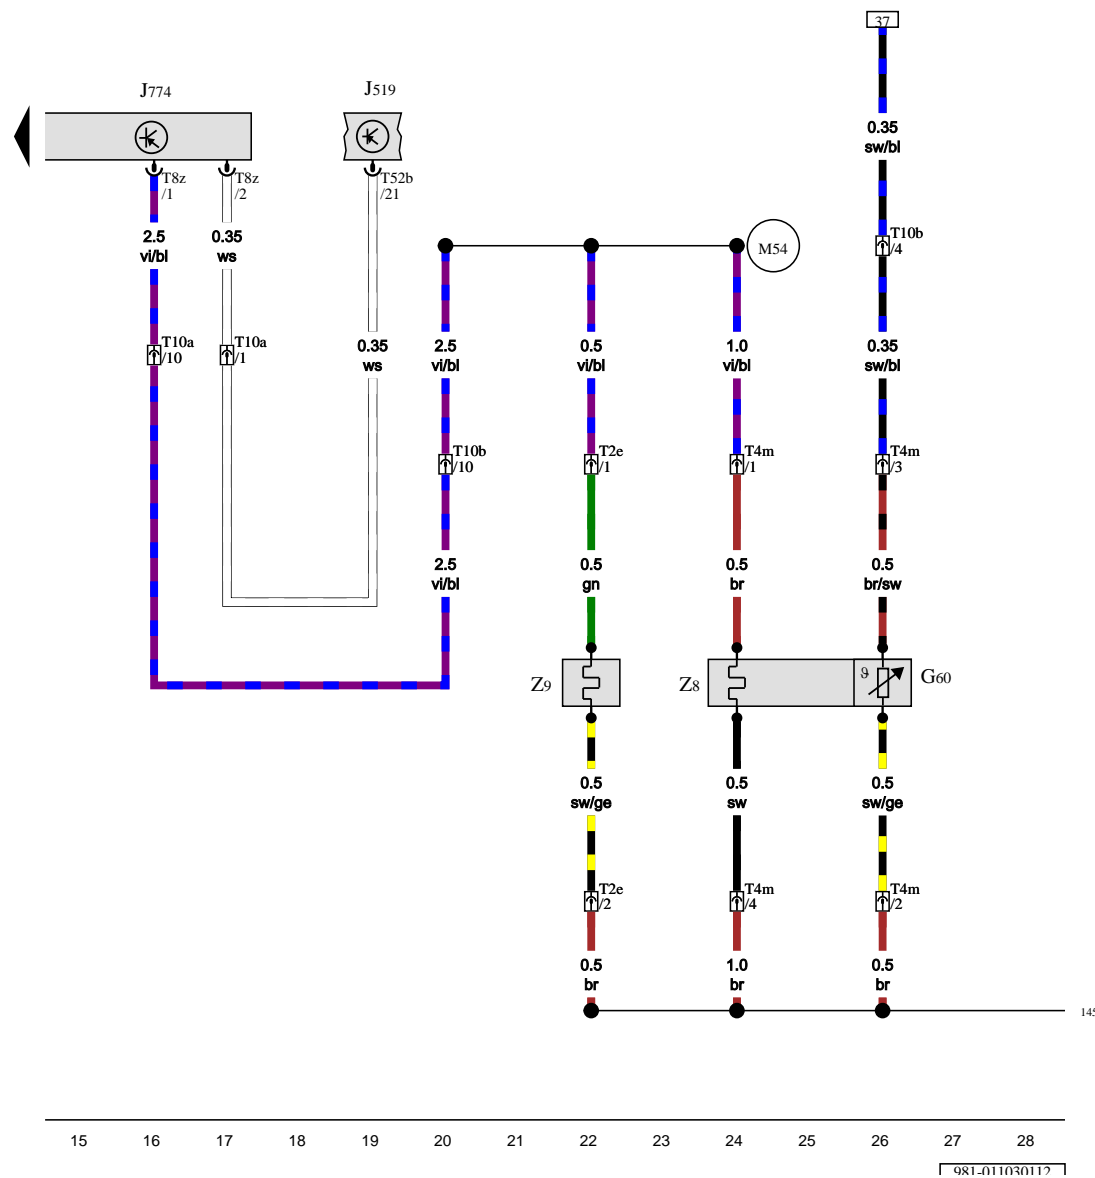 37
J774
J519
0.35
sw/bl
T8z
/1
T8z
/2
T52b
/21
2.5
vi/bl
0.35
ws
M54
T10b
/4
T10a
/10
T10a
/1
0.35
ws
2.5
vi/bl
0.5
vi/bl
1.0
vi/bl
0.35
sw/bl
T10b
/10
T2e
/1
T4m
/1
T4m
/3
2.5
vi/bl
0.5
gn
0.5
br
0.5
br/sw
Z9
Z8
ϑ
G60
0.5
sw/ge
0.5
sw
0.5
sw/ge
T2e
/2
T4m
/4
T4m
/2
0.5
br
1.0
br
0.5
br
145
15 16 17 18 19 20 21 22 23 24 25 26 27 28
981-011030112